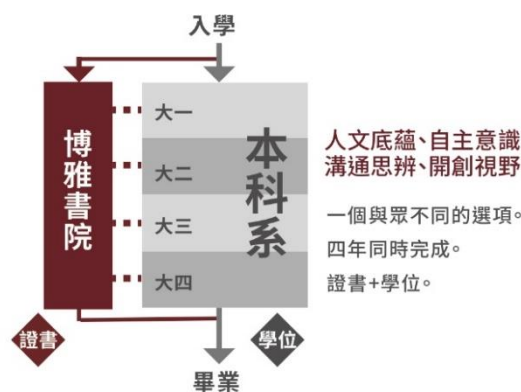 入學
博雅書院
本科系
大一
大二
大三
大四
人文底蘊、自主意識
溝通思辨、開創視野
一個與眾不同的選項。
四年同時完成。
證書+學位。
證書
學位
畢業